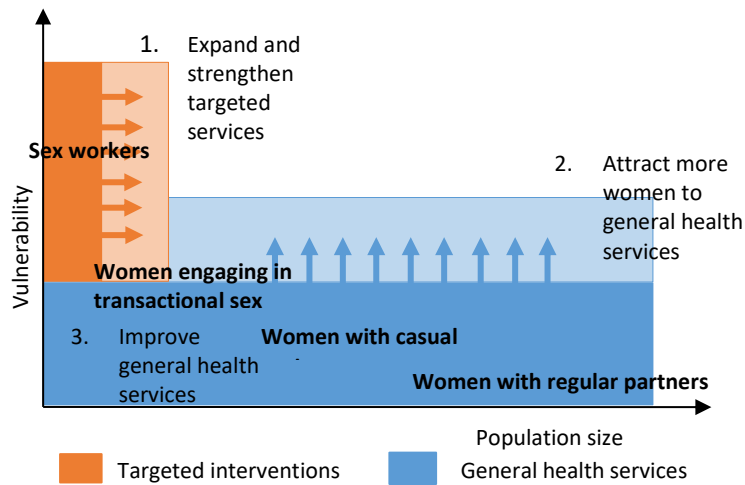 1. Expand and
strengthen
targeted
services
Sex workers
2. Attract more
women to
general health
services
Vulnerability
Women engaging in
transactional sex
3. Improve
general health
services
Women with casual
Women with regular partners
Population size
Targeted interventions
General health services